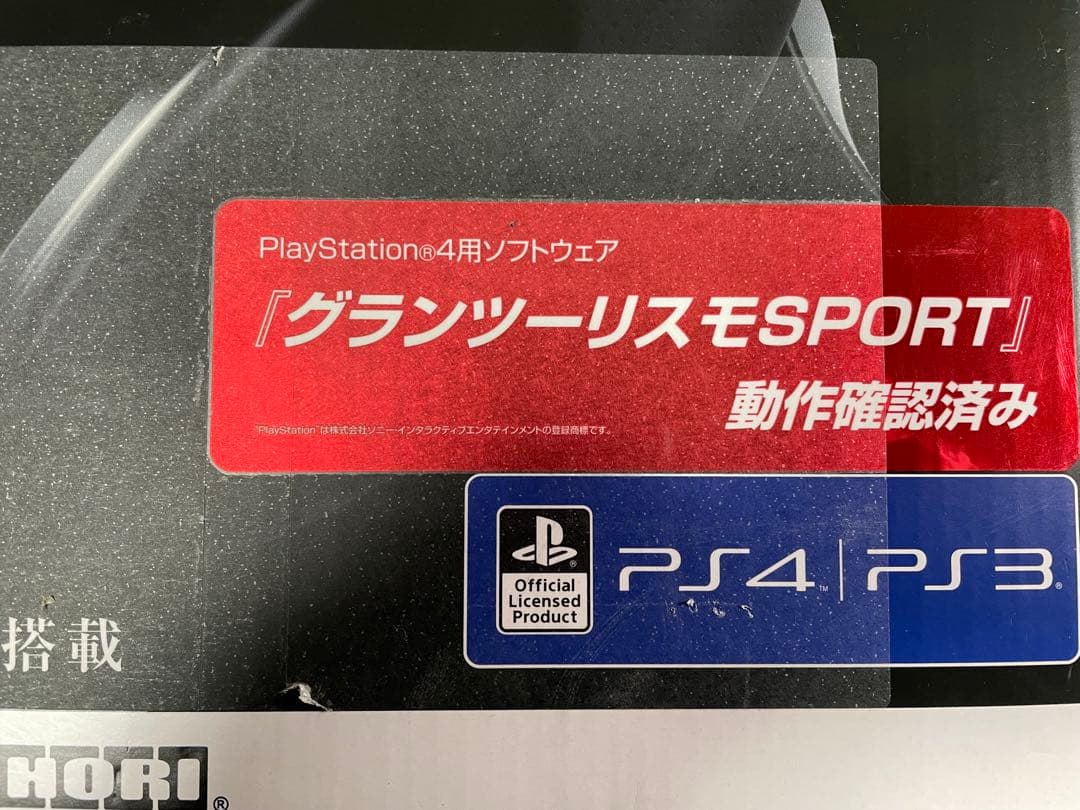 PlayStation®4用ソフトウェア
『グランツーリスモSPORT』
動作確認済み
"PlayStation"は株式会社ソニー・インタラクティブエンタテインメントの登録商標です。
Official
Licensed
Product
PS4™ | PS3®
搭載
HORI®